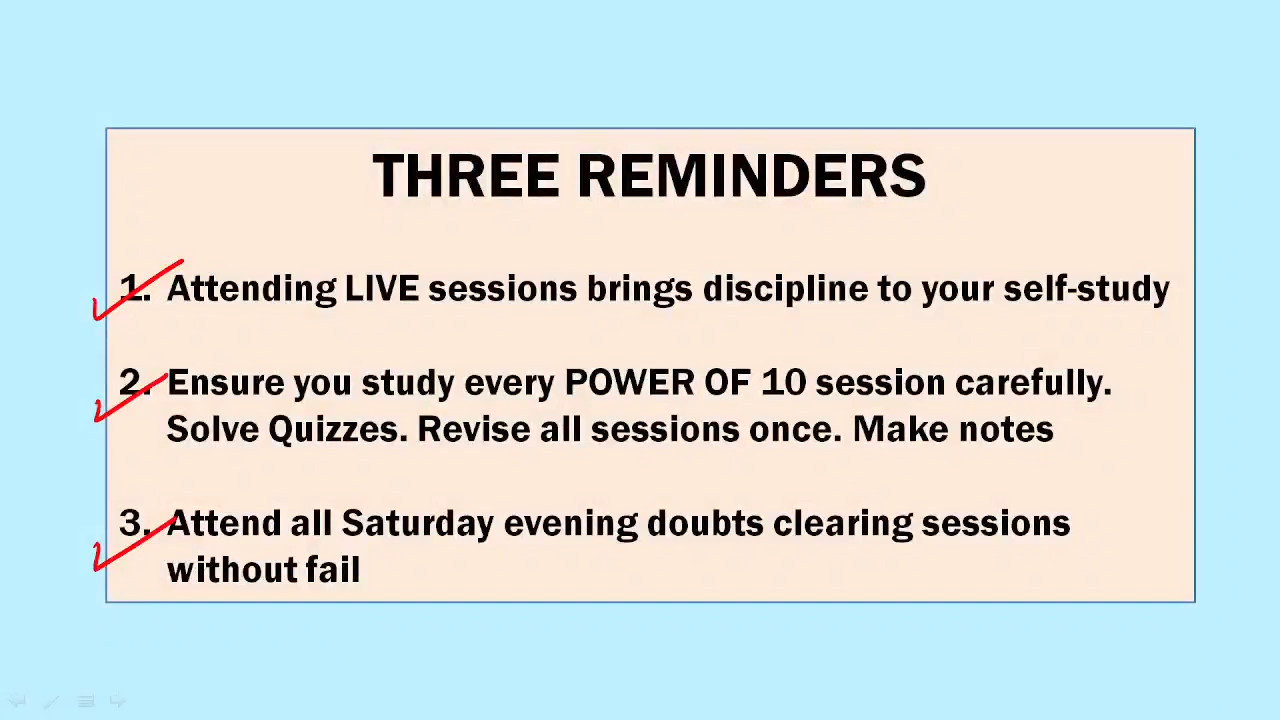 THREE REMINDERS
1. Attending LIVE sessions brings discipline to your self-study
2. Ensure you study every POWER OF 10 session carefully.
Solve Quizzes. Revise all sessions once. Make notes
3. Attend all Saturday evening doubts clearing sessions
without fail